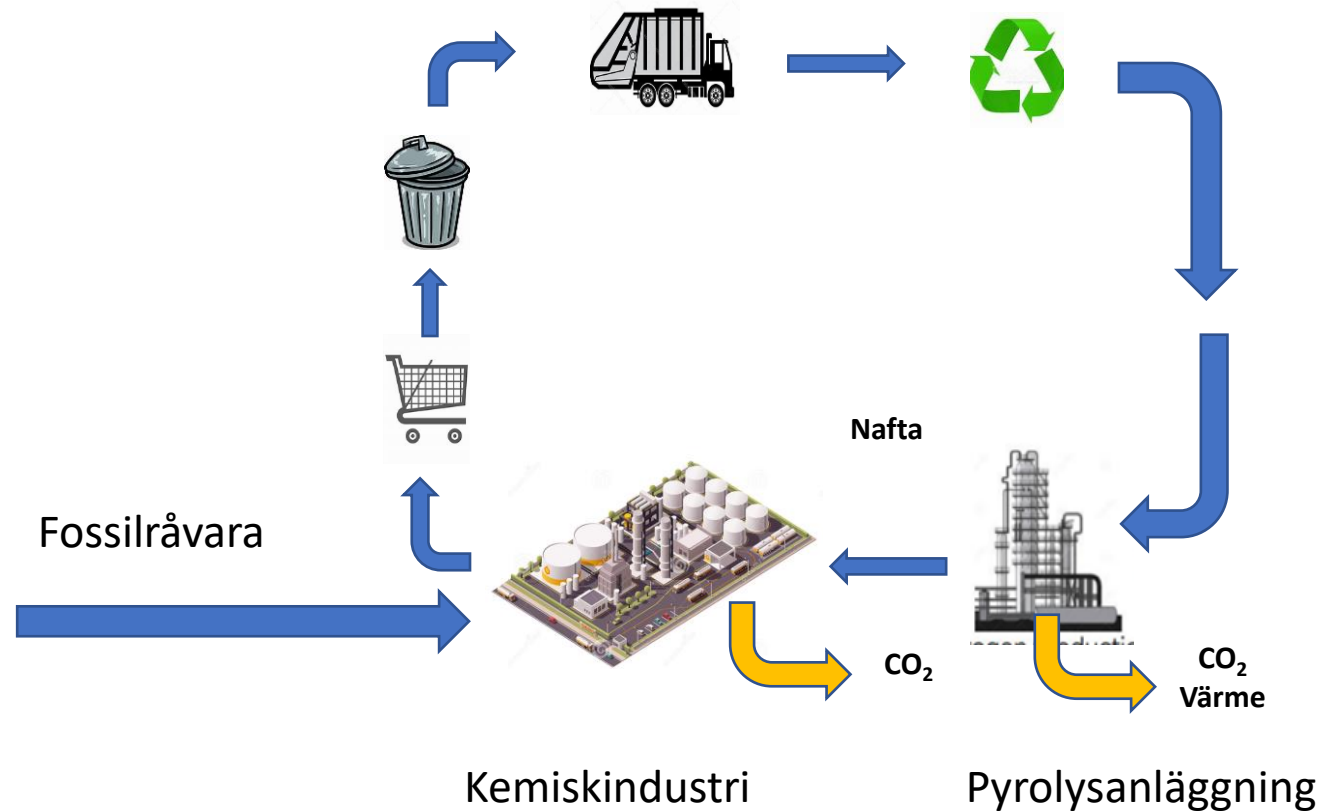 Nafta
Fossilråvara
CO₂
CO₂
Värme
Kemiskindustri
Pyrolysanläggning